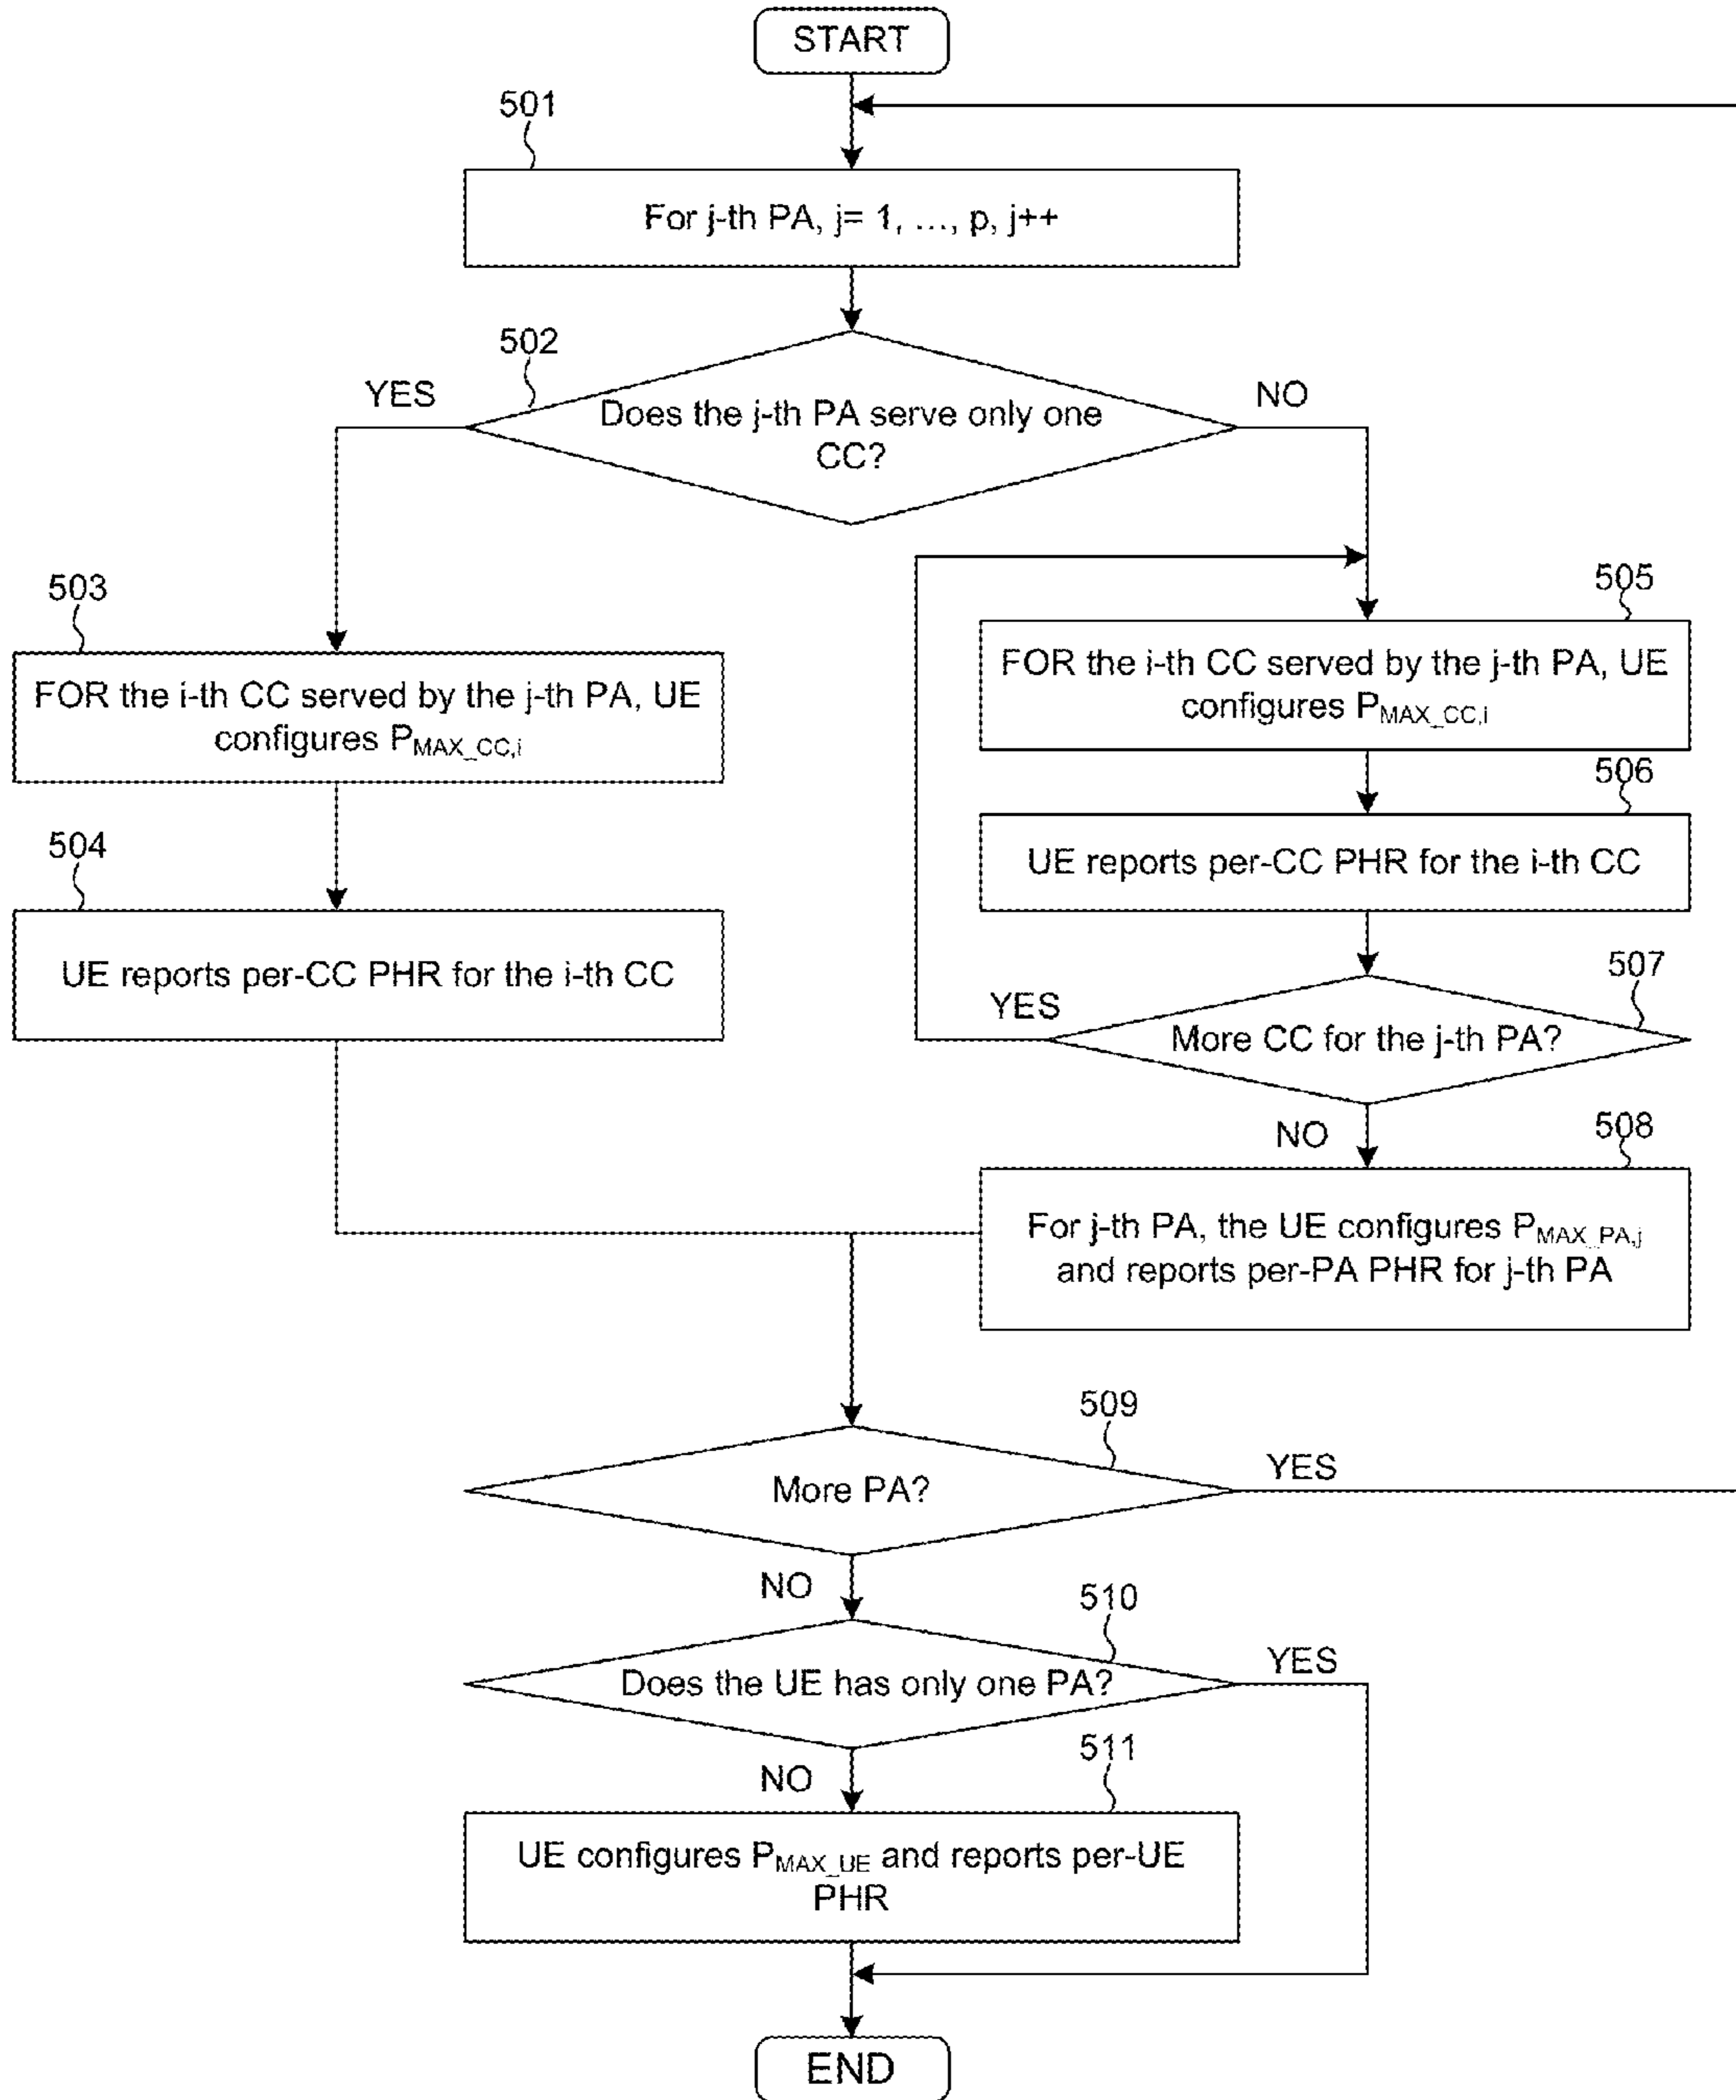 START
501
For j-th PA, j= 1, ..., p, j++
502
YES
NO
Does the j-th PA serve only one
CC?
503
FOR the i-th CC served by the j-th PA, UE
configures P_MAX_CC,i
504
UE reports per-CC PHR for the i-th CC
505
FOR the i-th CC served by the j-th PA, UE
configures P_MAX_CC,i
506
UE reports per-CC PHR for the i-th CC
507
YES
More CC for the j-th PA?
NO
508
For j-th PA, the UE configures P_MAX_PA,j
and reports per-PA PHR for j-th PA
509
More PA?
YES
NO
510
Does the UE has only one PA?
YES
NO
511
UE configures P_MAX_UE and reports per-UE
PHR
END